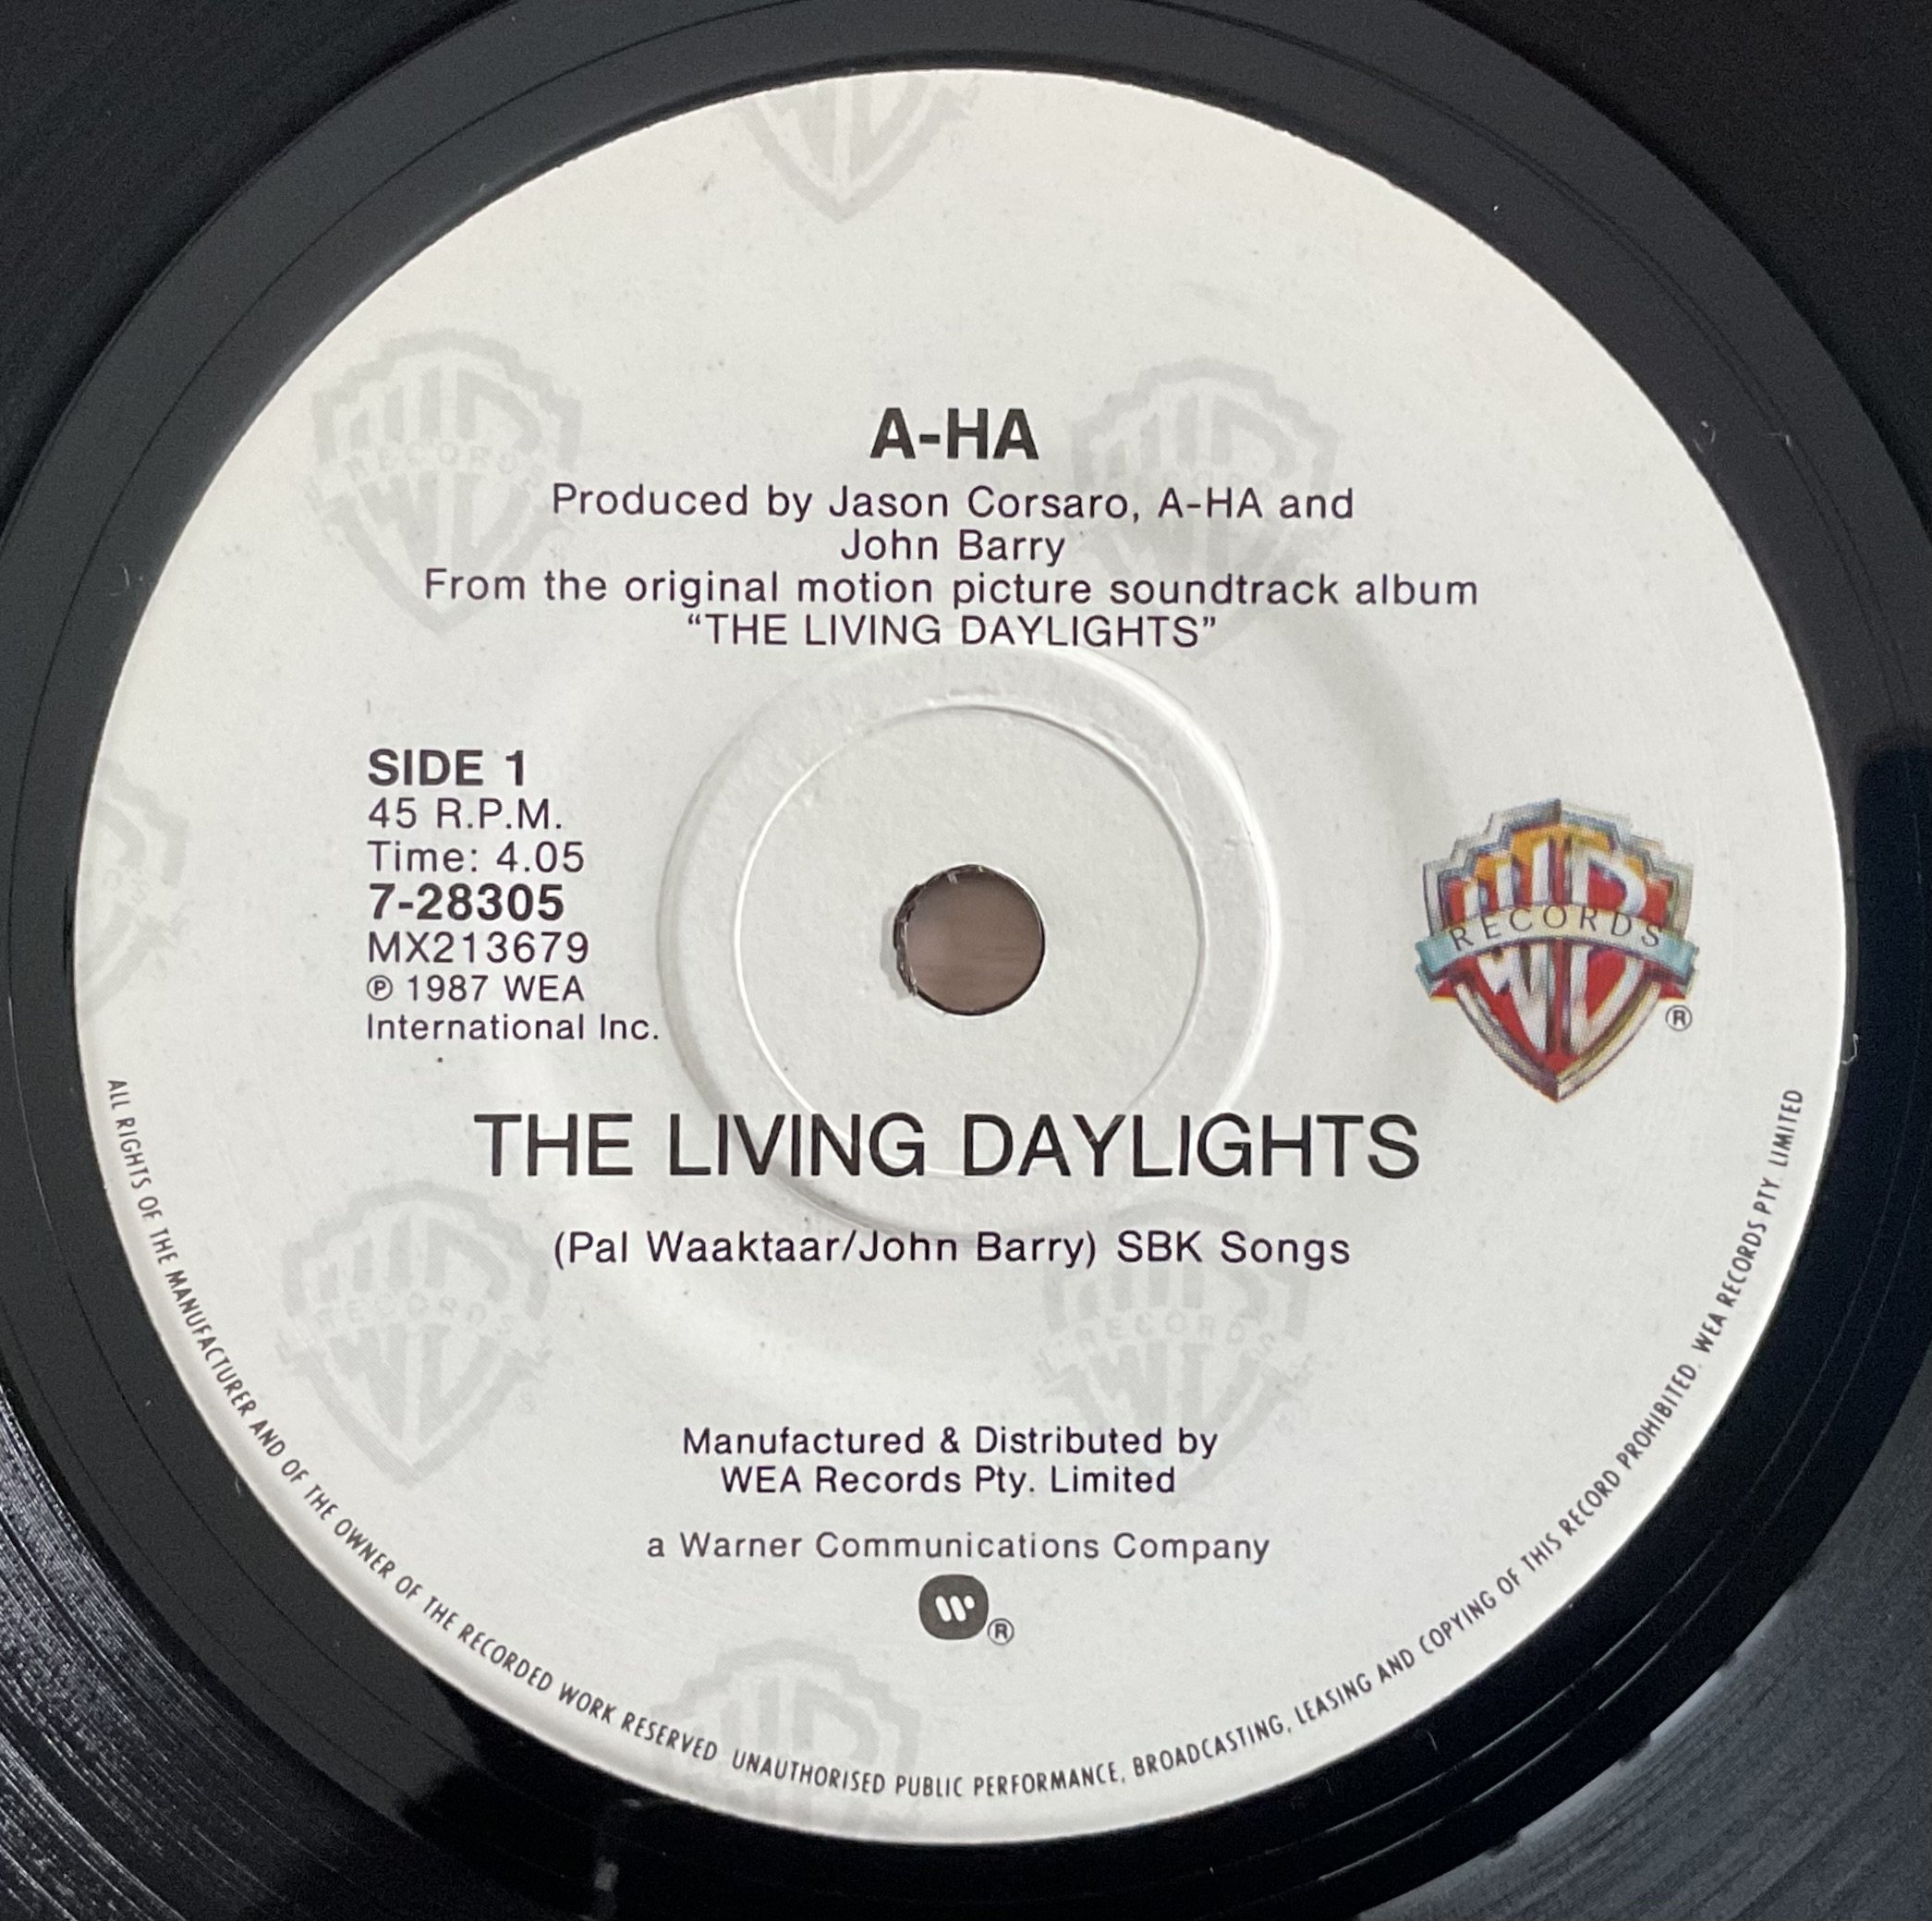 A-HA
Produced by Jason Corsaro, A-HA and
John Barry
From the original motion picture soundtrack album
“THE LIVING DAYLIGHTS”
SIDE 1
45 R.P.M.
Time: 4.05
7-28305
MX213679
℗ 1987 WEA
International Inc.
RECORDS
®
THE LIVING DAYLIGHTS
(Pal Waaktaar/John Barry) SBK Songs
Manufactured & Distributed by
WEA Records Pty. Limited
a Warner Communications Company
®
ALL RIGHTS OF THE MANUFACTURER AND OF THE OWNER OF THE RECORDED WORK RESERVED UNAUTHORISED PUBLIC PERFORMANCE, BROADCASTING, LEASING AND COPYING OF THIS RECORD PROHIBITED. WEA RECORDS PTY. LIMITED